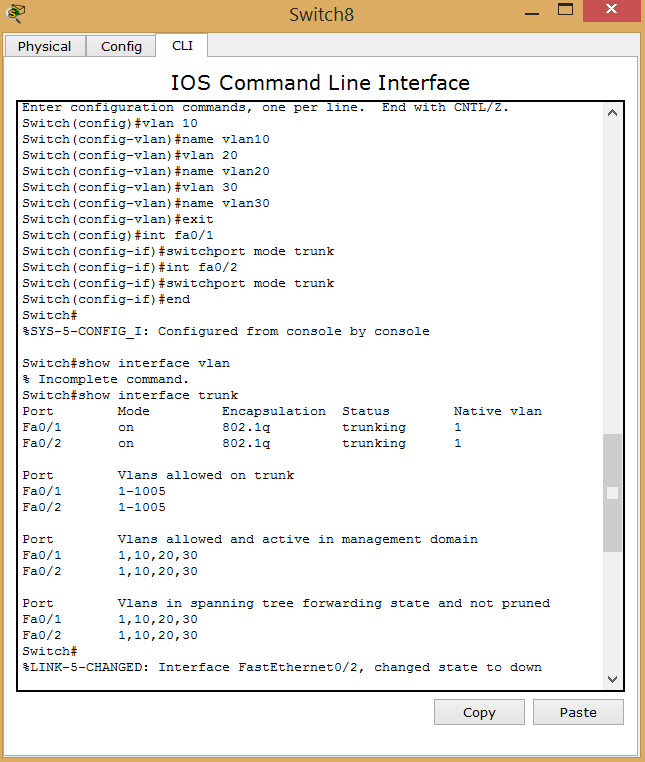 Switch8
Physical Config CLI
IOS Command Line Interface
Enter configuration commands, one per line.  End with CNTL/Z.
Switch(config)#vlan 10
Switch(config-vlan)#name vlan10
Switch(config-vlan)#vlan 20
Switch(config-vlan)#name vlan20
Switch(config-vlan)#vlan 30
Switch(config-vlan)#name vlan30
Switch(config-vlan)#exit
Switch(config)#int fa0/1
Switch(config-if)#switchport mode trunk
Switch(config-if)#int fa0/2
Switch(config-if)#switchport mode trunk
Switch(config-if)#end
Switch#
%SYS-5-CONFIG_I: Configured from console by console
Switch#show interface vlan
% Incomplete command.
Switch#show interface trunk
Port        Mode         Encapsulation  Status        Native vlan
Fa0/1       on           802.1q         trunking      1
Fa0/2       on           802.1q         trunking      1
Port        Vlans allowed on trunk
Fa0/1       1-1005
Fa0/2       1-1005
Port        Vlans allowed and active in management domain
Fa0/1       1,10,20,30
Fa0/2       1,10,20,30
Port        Vlans in spanning tree forwarding state and not pruned
Fa0/1       1,10,20,30
Fa0/2       1,10,20,30
Switch#
%LINK-5-CHANGED: Interface FastEthernet0/2, changed state to down
Copy Paste